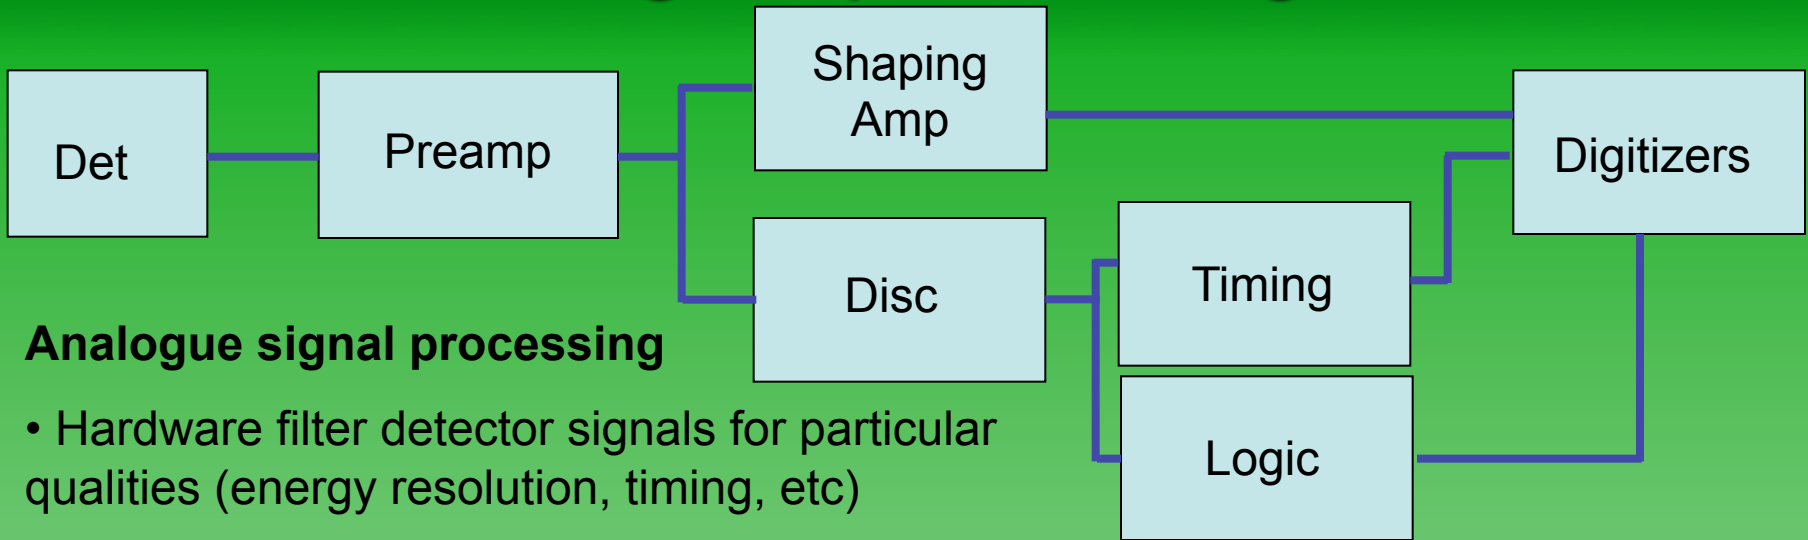 Shaping
Amp
Det
Preamp
Digitizers
Disc
Timing
Analogue signal processing
Logic
• Hardware filter detector signals for particular
qualities (energy resolution, timing, etc)